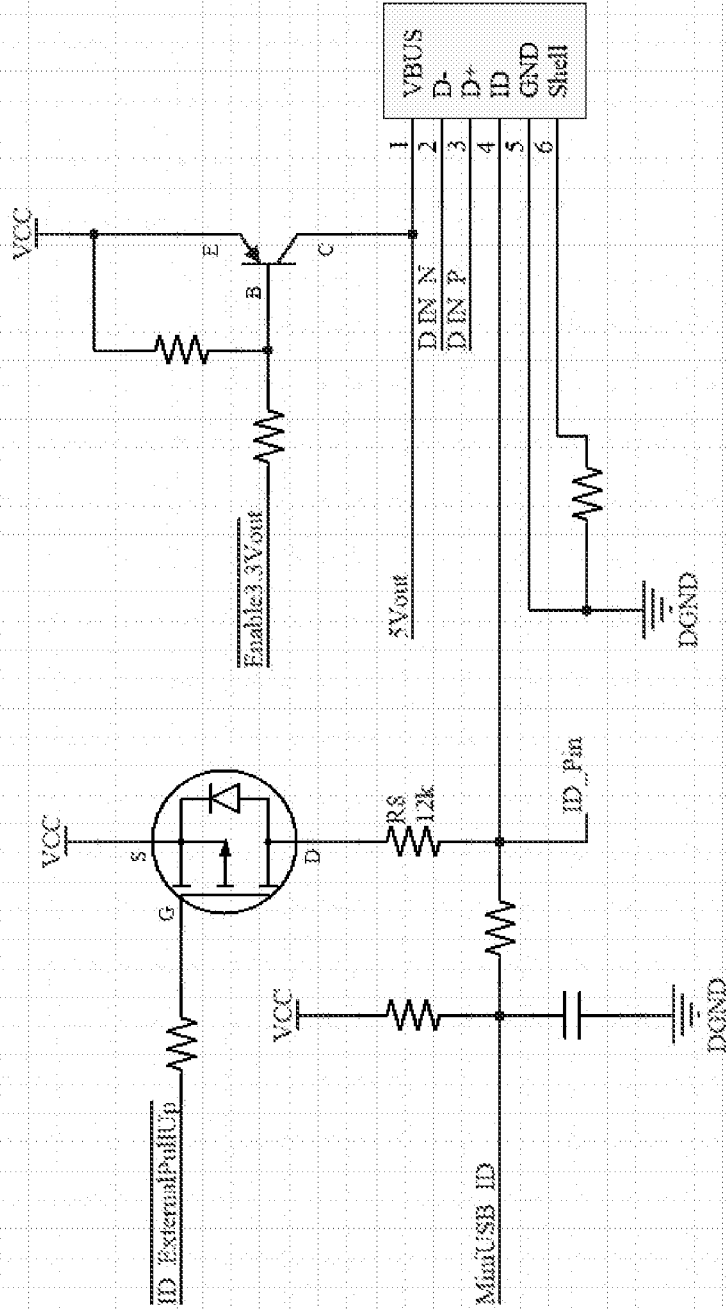 VCC
VBUS
D-
D+
ID
GND
Shell
1
2
3
4
5
6
E
B
C
D IN N
D IN P
Enable3.3Vout
5Vout
DGND
VCC
S
G
D
R8
12k
ID_Pin
VCC
ID ExternalPullUp
MiniUSB ID
DGND